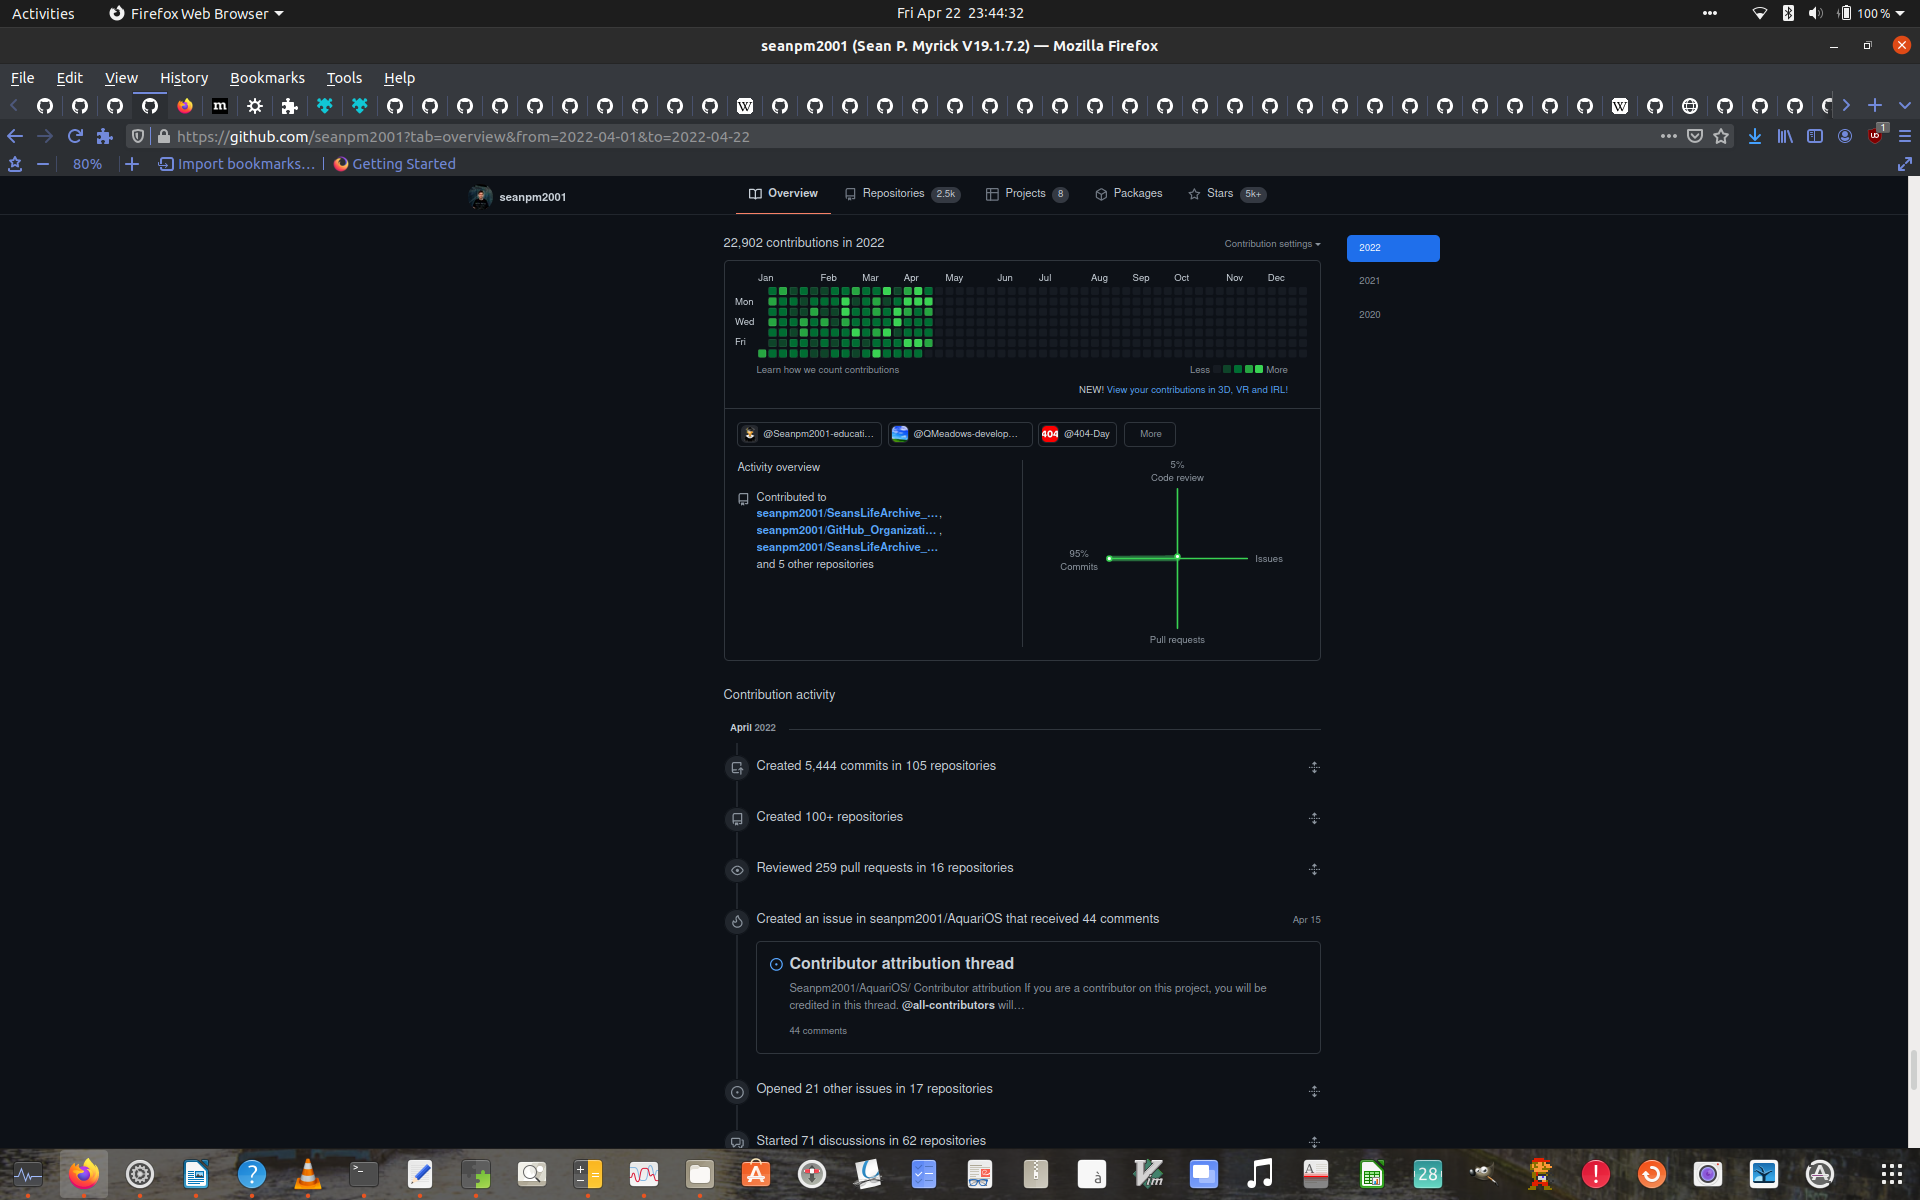 Activities
Firefox Web Browser
Fri Apr 22 23:44:32
100 %
seanpm2001 (Sean P. Myrick V19.1.7.2) — Mozilla Firefox
File Edit View History Bookmarks Tools Help
https://github.com/seanpm2001?tab=overview&from=2022-04-01&to=2022-04-22
1
80%
Import bookmarks…
Getting Started
seanpm2001
Overview
Repositories 2.5k
Projects 8
Packages
Stars 5k+
22,902 contributions in 2022
Contribution settings
2022
2021
2020
Jan Feb Mar Apr May Jun Jul Aug Sep Oct Nov Dec
Mon
Wed
Fri
Learn how we count contributions
Less
More
NEW! View your contributions in 3D, VR and IRL!
@Seanpm2001-educati…
@QMeadows-develop…
404
@404-Day
More
Activity overview
Contributed to
seanpm2001/SeansLifeArchive_…,
seanpm2001/GitHub_Organizati… ,
seanpm2001/SeansLifeArchive_…
and 5 other repositories
5%
Code review
95%
Commits
Issues
Pull requests
Contribution activity
April 2022
Created 5,444 commits in 105 repositories
Created 100+ repositories
Reviewed 259 pull requests in 16 repositories
Created an issue in seanpm2001/AquariOS that received 44 comments
Apr 15
Contributor attribution thread
Seanpm2001/AquariOS/ Contributor attribution If you are a contributor on this project, you will be
credited in this thread. @all-contributors will…
44 comments
Opened 21 other issues in 17 repositories
Started 71 discussions in 62 repositories
28